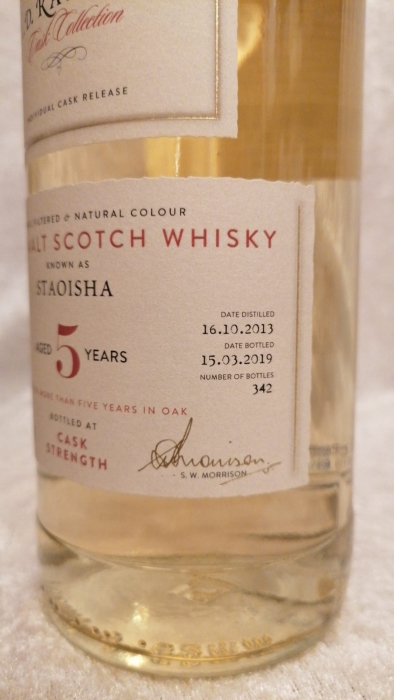 Cask Collection
INDIVIDUAL CASK RELEASE
FILTERED & NATURAL COLOUR
MALT SCOTCH WHISKY
KNOWN AS
STAOISHA
AGED 5 YEARS
DATE DISTILLED
16.10.2013
DATE BOTTLED
15.03.2019
NUMBER OF BOTTLES
342
MORE THAN FIVE YEARS IN OAK
BOTTLED AT
CASK
STRENGTH
S. W. MORRISON